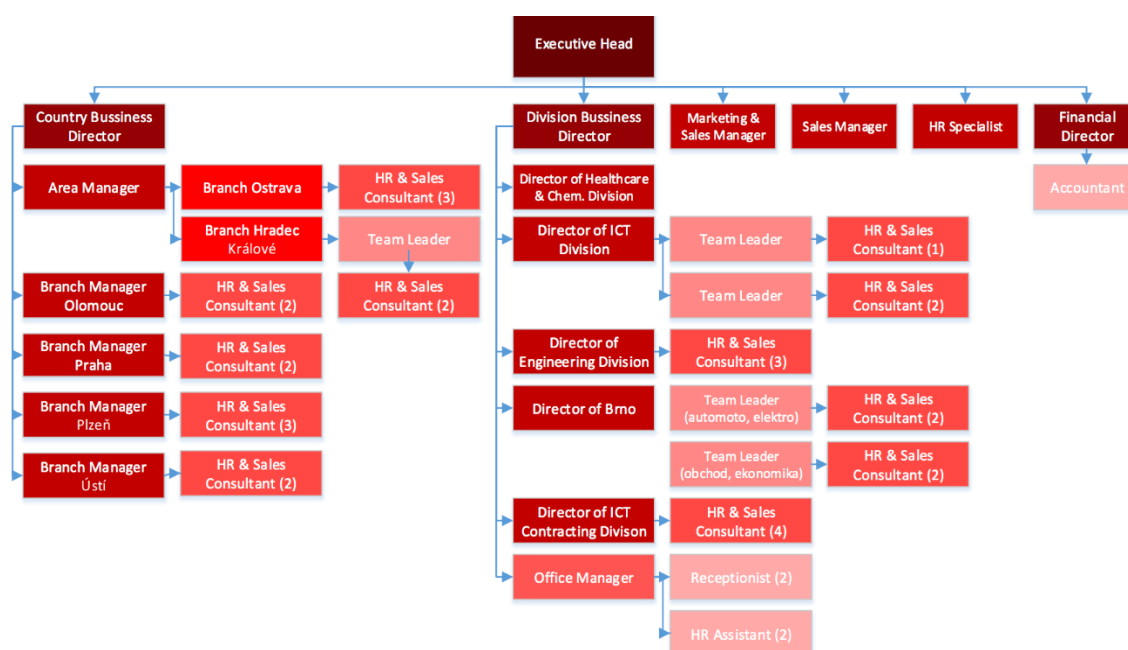 Executive Head
Country Bussiness
Director
Division Bussiness
Director
Marketing &
Sales Manager
Sales Manager
HR Specialist
Financial
Director
Area Manager
Branch Ostrava
HR & Sales
Consultant (3)
Director of Healthcare
& Chem. Division
Accountant
Branch Hradec
Králové
Team Leader
Director of ICT
Division
Team Leader
HR & Sales
Consultant (1)
Branch Manager
Olomouc
HR & Sales
Consultant (2)
HR & Sales
Consultant (2)
Team Leader
HR & Sales
Consultant (2)
Branch Manager
Praha
HR & Sales
Consultant (2)
Director of
Engineering Division
HR & Sales
Consultant (3)
Branch Manager
Plzeň
HR & Sales
Consultant (3)
Director of Brno
Team Leader
(automoto, elektro)
HR & Sales
Consultant (2)
Branch Manager
Ústí
HR & Sales
Consultant (2)
Team Leader
(obchod, ekonomika)
HR & Sales
Consultant (2)
Director of ICT
Contracting Divison
HR & Sales
Consultant (4)
Office Manager
Receptionist (2)
HR Assistant (2)